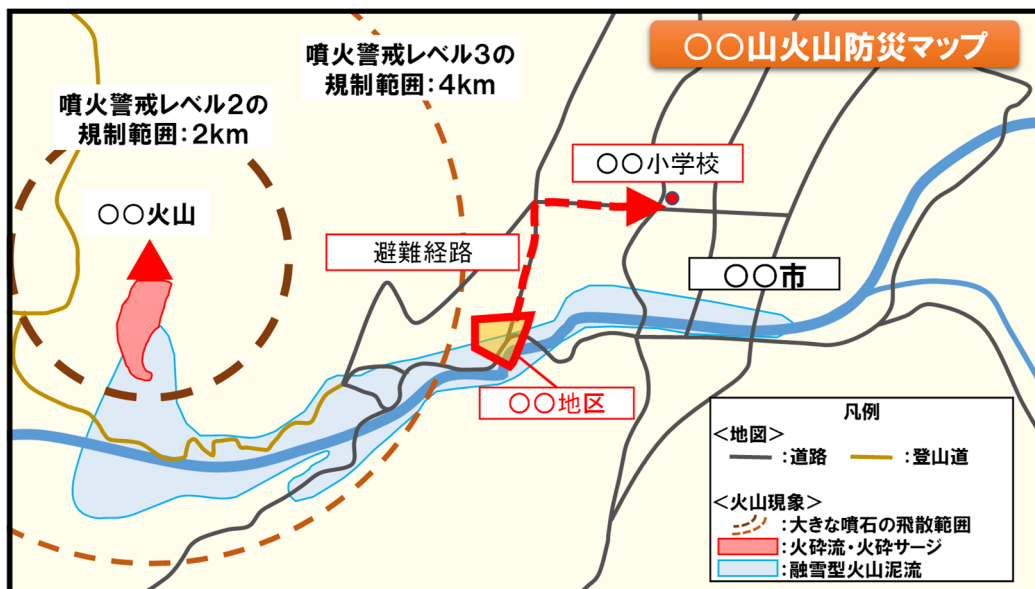 〇〇山火山防災マップ
噴火警戒レベル3の
規制範囲：4km
噴火警戒レベル2の
規制範囲：2km
〇〇火山
〇〇小学校
避難経路
〇〇市
〇〇地区
凡例
＜地図＞
：道路
：登山道
＜火山現象＞
：大きな噴石の飛散範囲
：火砕流・火砕サージ
：融雪型火山泥流